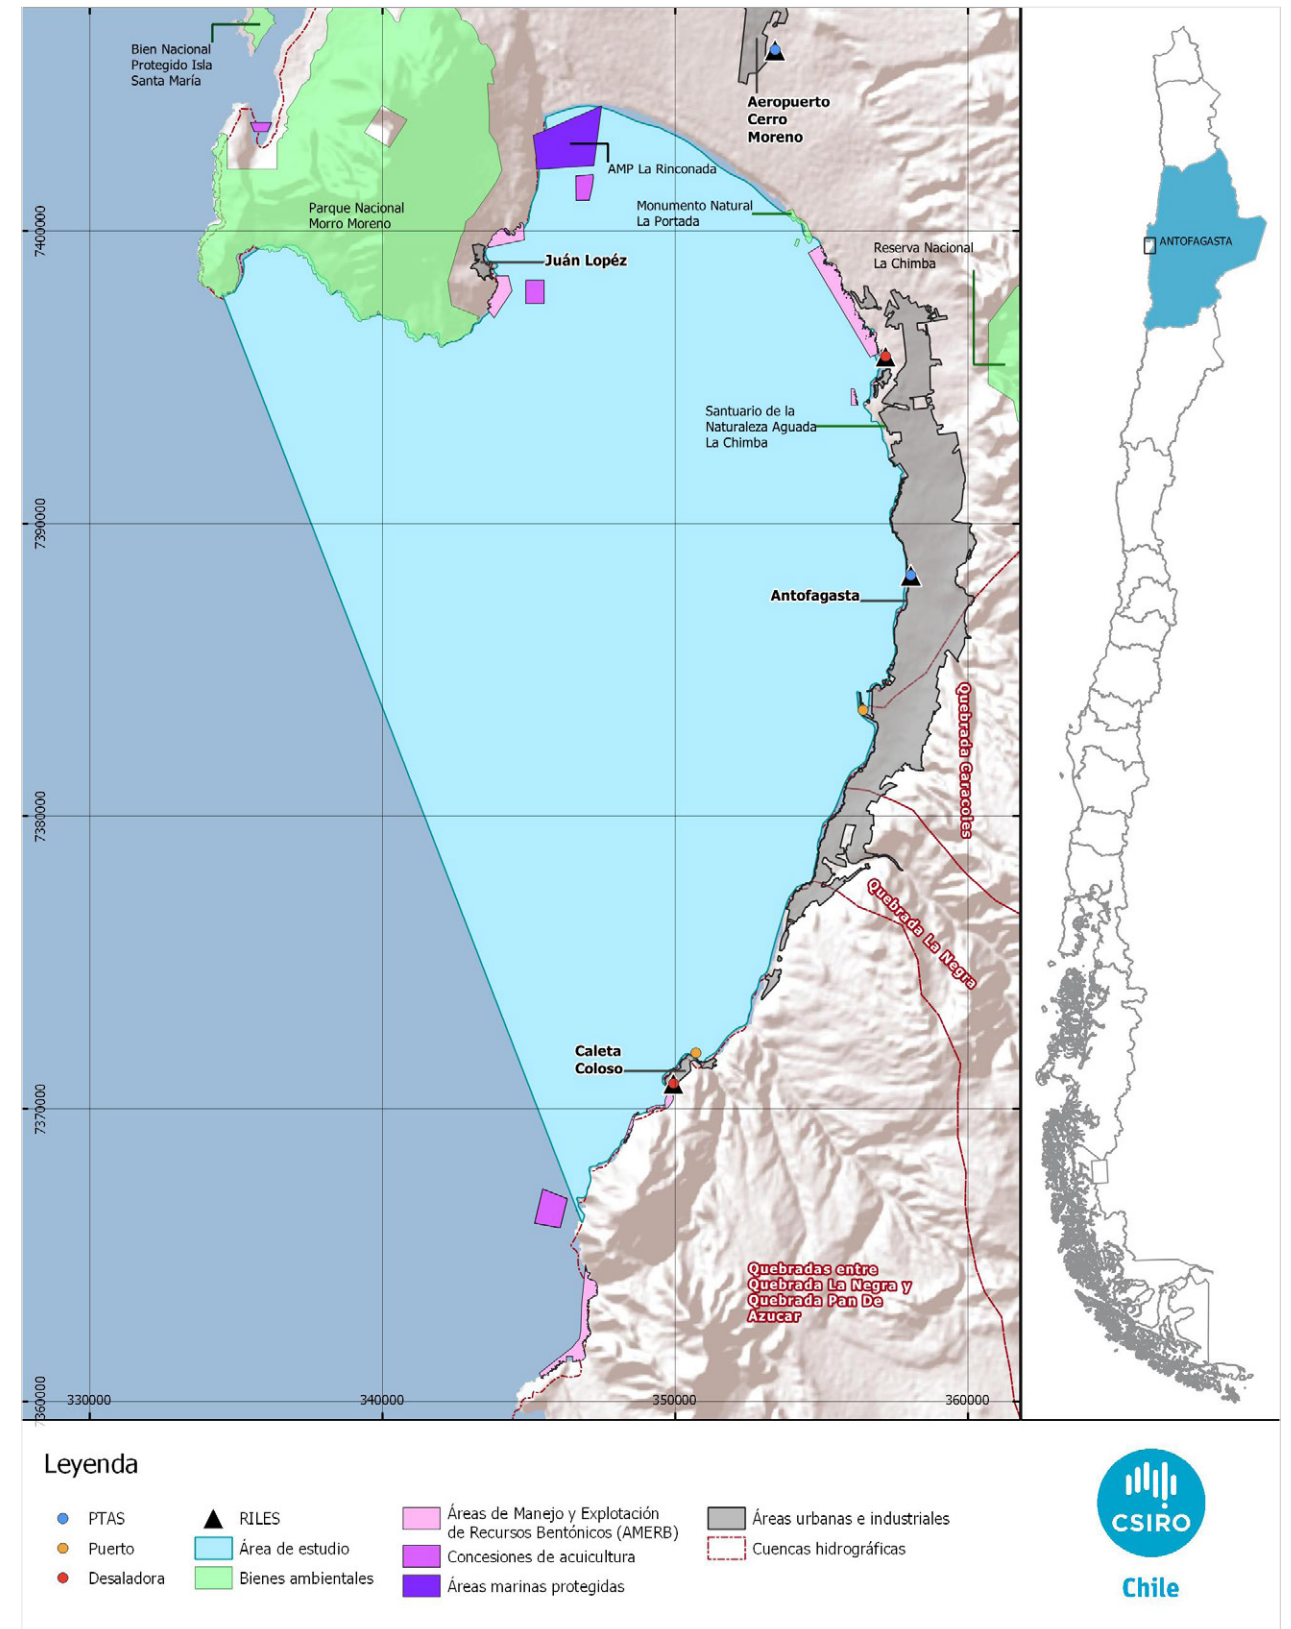 Bien Nacional
Protegido Isla
Santa María
Aeropuerto
Cerro
Moreno
AMP La Rinconada
Parque Nacional
Morro Moreno
Monumento Natural
La Portada
Juán Lopéz
Reserva Nacional
La Chimba
ANTOFAGASTA
Santuario de la
Naturaleza Aguada
La Chimba
Antofagasta
Quebrada Caracoles
Quebrada La Negra
Caleta
Coloso
Quebradas entre
Quebrada La Negra y
Quebrada Pan De
Azucar
7400000
7390000
7380000
7370000
7360000
330000
340000
350000
360000
Leyenda
PTAS
Puerto
Desaladora
RILES
Área de estudio
Bienes ambientales
Áreas de Manejo y Explotación
de Recursos Bentónicos (AMERB)
Concesiones de acuicultura
Áreas marinas protegidas
Áreas urbanas e industriales
Cuencas hidrográficas
CSIRO
Chile